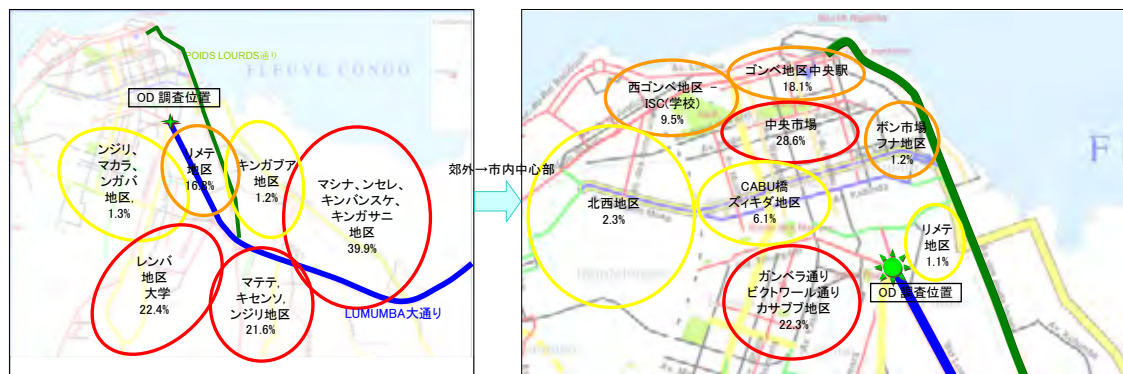 POIDS LOURDS通り
FLEUVE CONGO
OD 調査位置
ンジリ、
マカラ、
ンガバ
地区,
1.3%
リメテ
地区
16.3%
キンガブア
地区
1.2%
マシナ、ンセレ、
キンバンスケ、
キンガサニ
地区
39.9%
レンバ
地区
大学
22.4%
マテテ,
キセンソ,
ンジリ地区
21.6%
LUMUMBA大通り
郊外→市内中心部
西ゴンベ地区 -
ISC(学校)
9.5%
ゴンベ地区中央駅
18.1%
中央市場
28.6%
ボン市場
フナ地区
1.2%
北西地区
2.3%
CABU橋
ズィキダ地区
6.1%
リメテ
地区
1.1%
ガンベラ通り
ビクトワール通り
カサブブ地区
22.3%
OD 調査位置
F